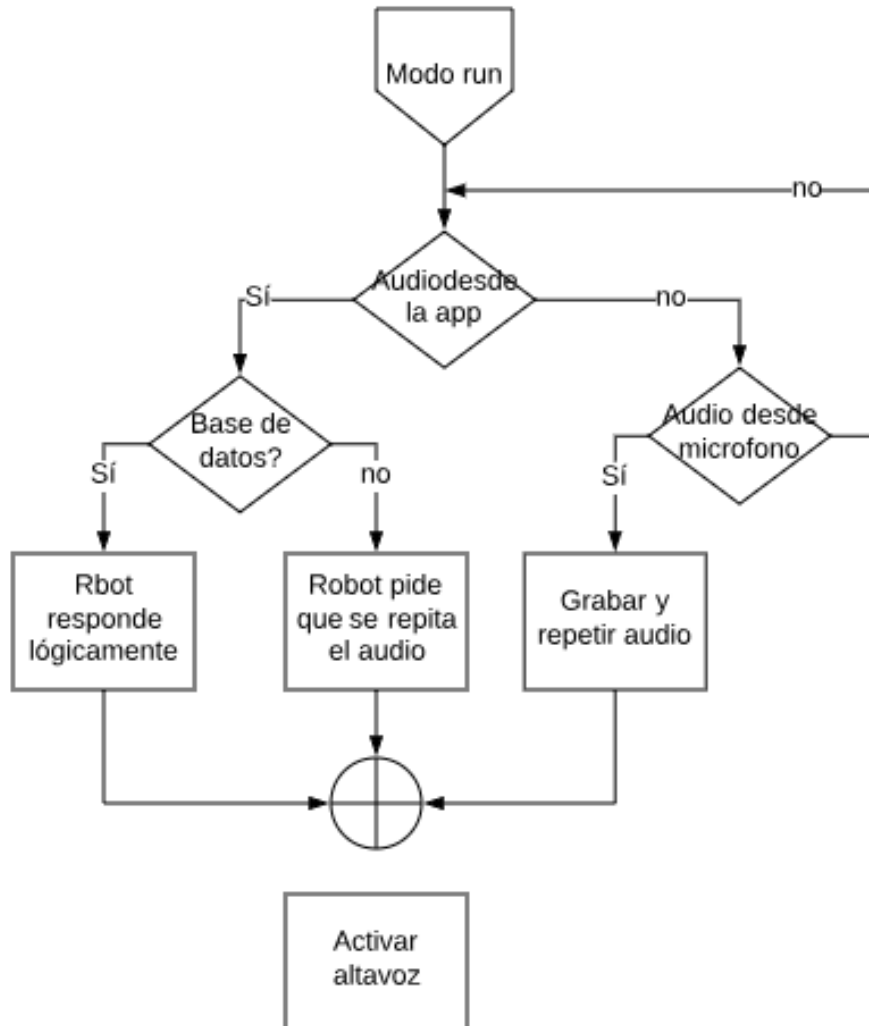 Modo run
no
Audiodesde
la app
Sí
no
Base de
datos?
Audio desde
microfono
Sí
no
Sí
Rbot
responde
lógicamente
Robot pide
que se repita
el audio
Grabar y
repetir audio
Activar
altavoz